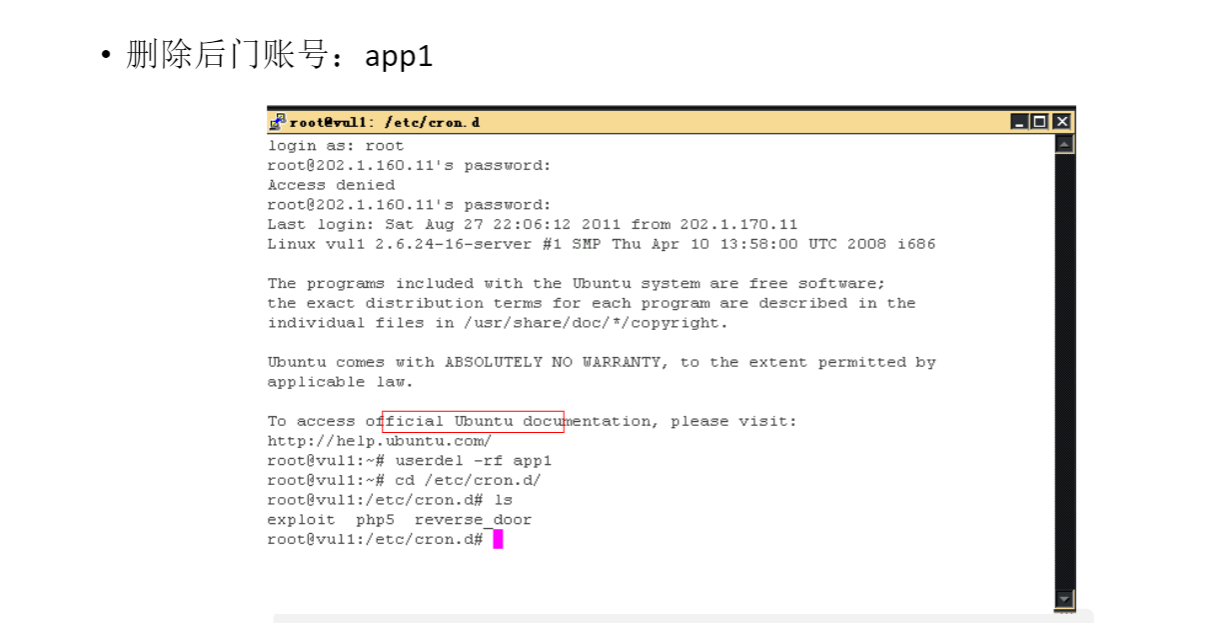 • 删除后门账号：app1
root@vul1: /etc/cron.d
login as: root
root@202.1.160.11's password:
Access denied
root@202.1.160.11's password:
Last login: Sat Aug 27 22:06:12 2011 from 202.1.170.11
Linux vul1 2.6.24-16-server #1 SMP Thu Apr 10 13:58:00 UTC 2008 i686
The programs included with the Ubuntu system are free software;
the exact distribution terms for each program are described in the
individual files in /usr/share/doc/*/copyright.
Ubuntu comes with ABSOLUTELY NO WARRANTY, to the extent permitted by
applicable law.
To access official Ubuntu documentation, please visit:
http://help.ubuntu.com/
root@vul1:~# userdel -rf app1
root@vul1:~# cd /etc/cron.d/
root@vul1:/etc/cron.d# ls
exploit  php5  reverse_door
root@vul1:/etc/cron.d#